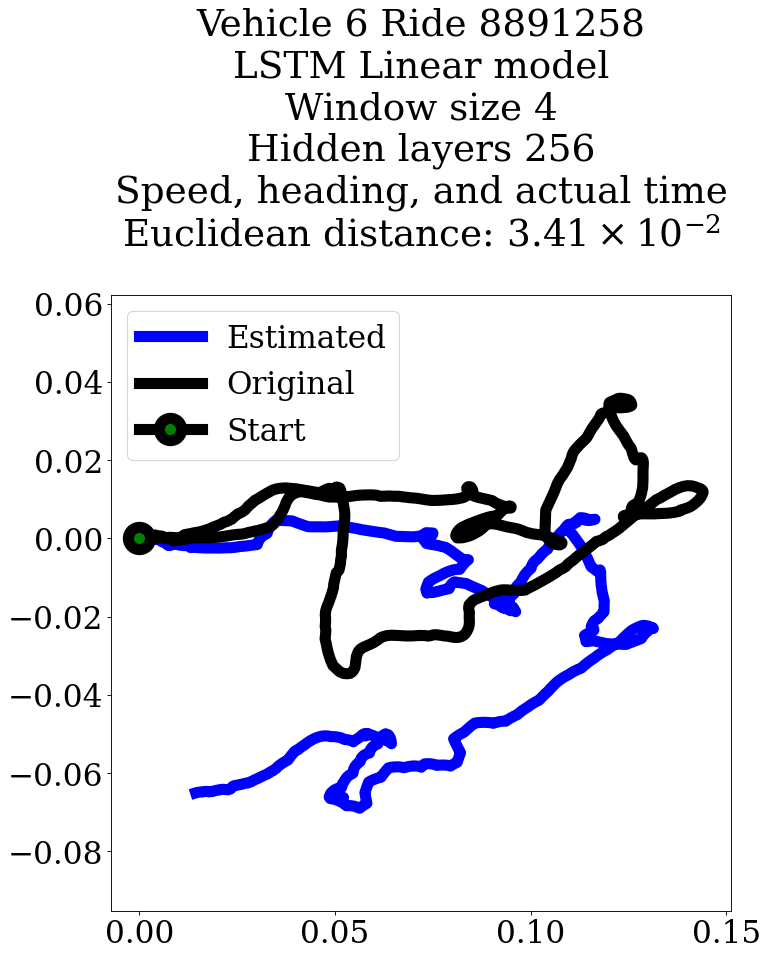 Vehicle 6 Ride 8891258
LSTM Linear model
Window size 4
Hidden layers 256
Speed, heading, and actual time
Euclidean distance: 3.41 × 10⁻²
0.06
0.04
0.02
0.00
−0.02
−0.04
−0.06
−0.08
Estimated
Original
Start
0.00 0.05 0.10 0.15